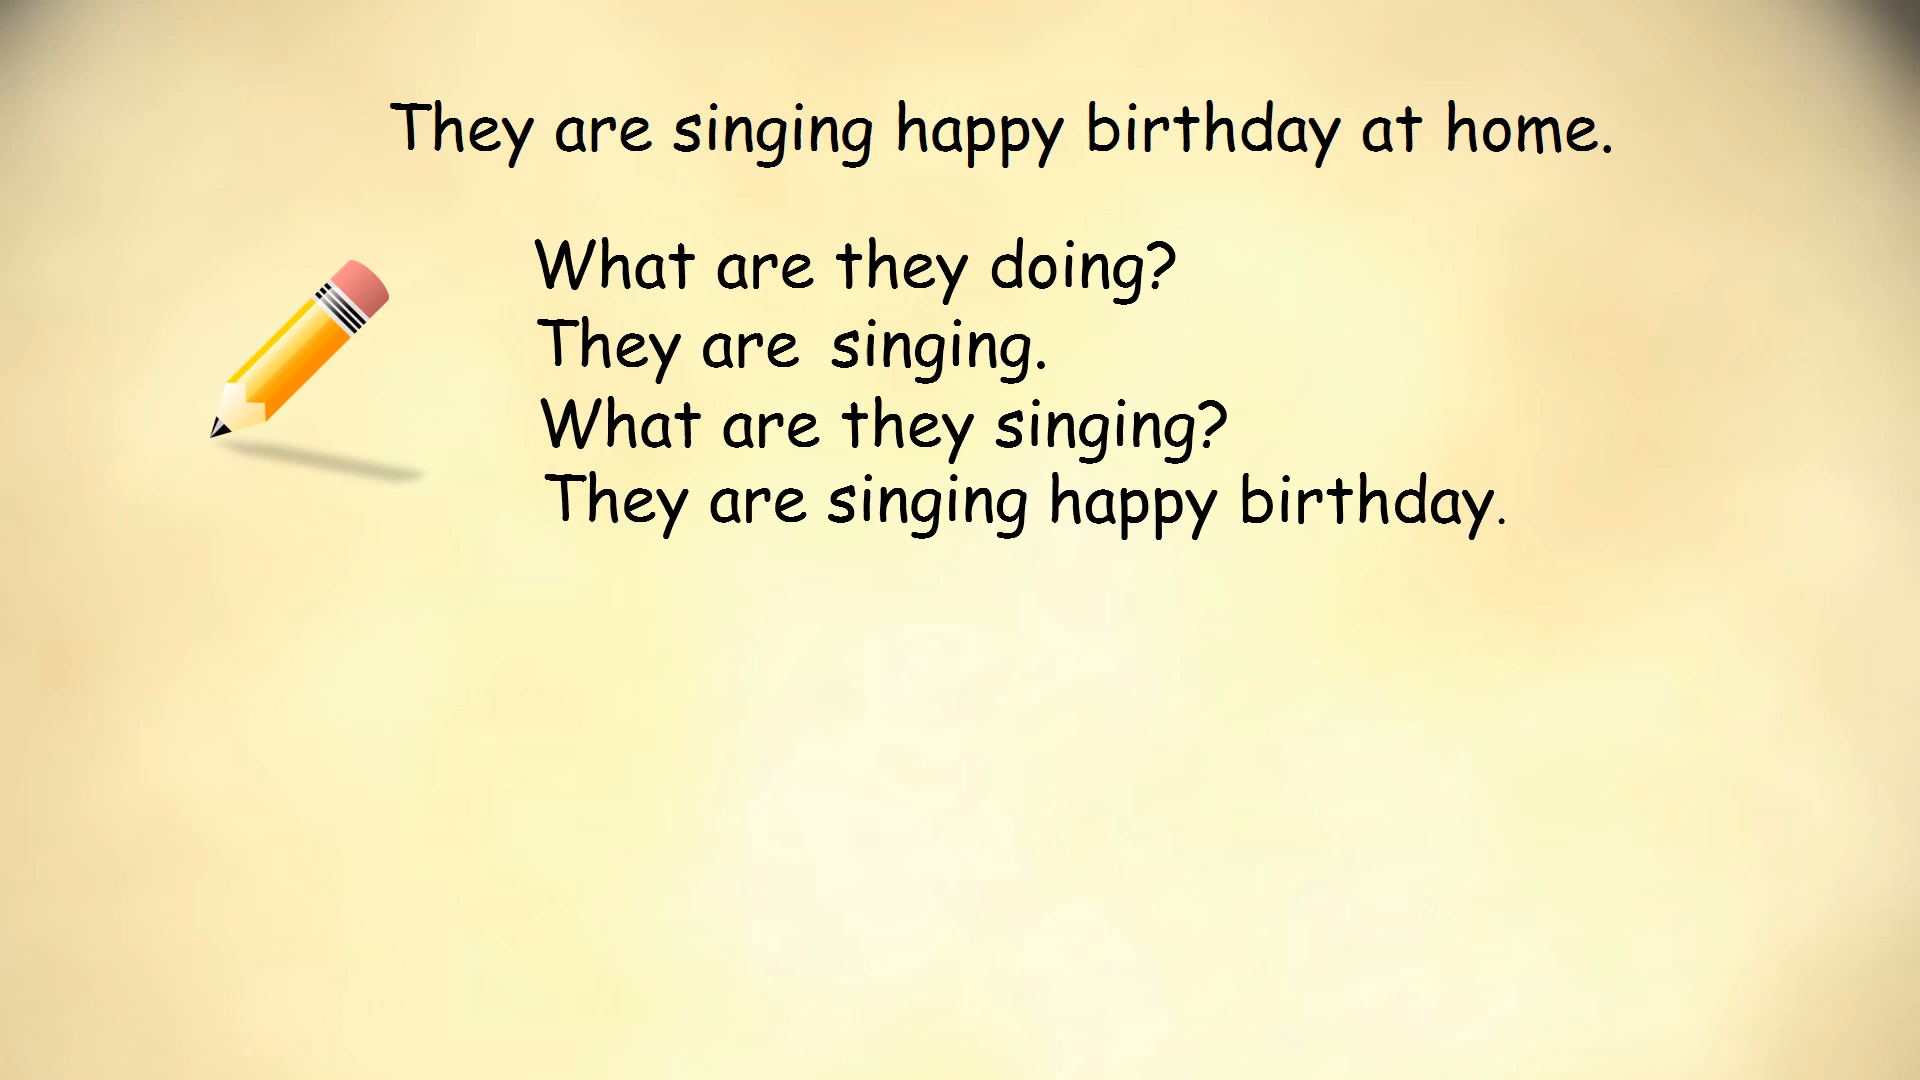 They are singing happy birthday at home.
What are they doing?
They are singing.
What are they singing?
They are singing happy birthday.